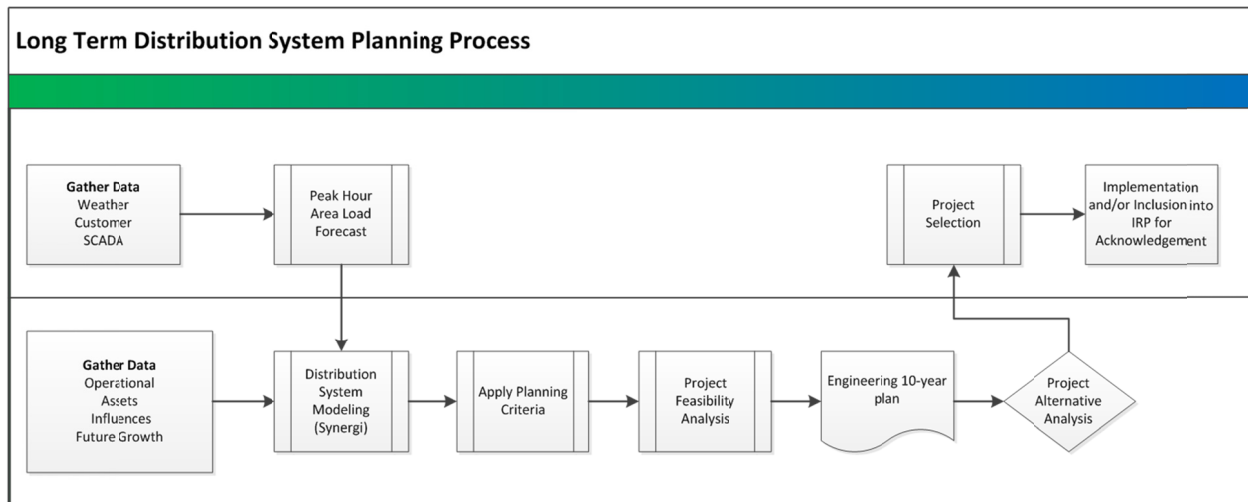 Long Term Distribution System Planning Process
Gather Data
Weather
Customer
SCADA
Peak Hour
Area Load
Forecast
Project
Selection
Implementation
and/or Inclusion into
IRP for
Acknowledgement
Gather Data
Operational
Assets
Influences
Future Growth
Distribution
System
Modeling
(Synergi)
Apply Planning
Criteria
Project
Feasibility
Analysis
Engineering 10-year
plan
Project
Alternative
Analysis